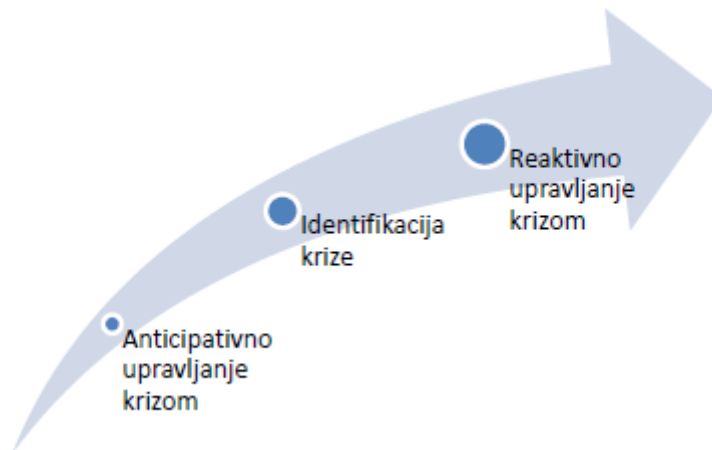 Reaktivno
upravljanje
krizom
Identifikacija
krize
Anticipativno
upravljanje
krizom